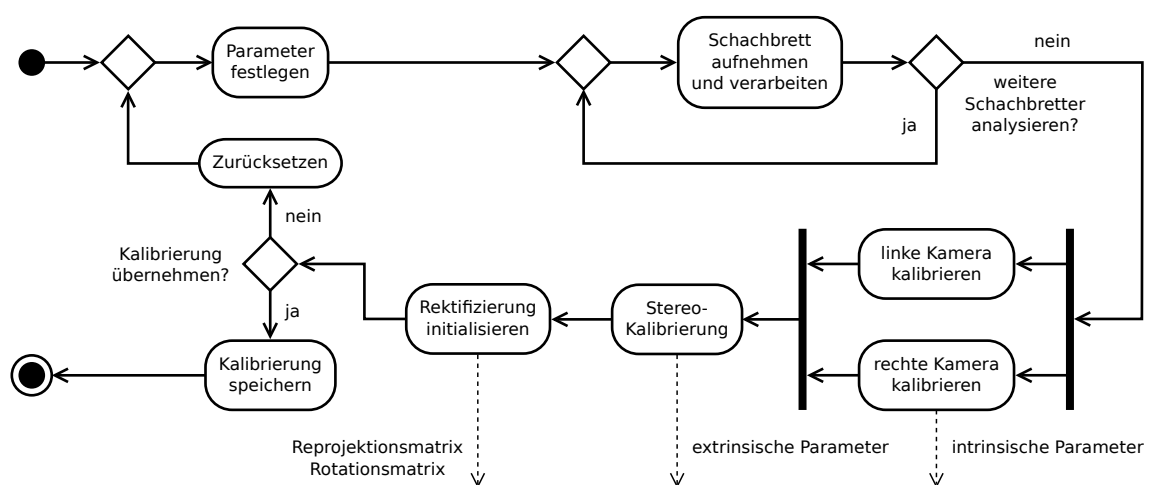 Parameter
festlegen
Schachbrett
aufnehmen
und verarbeiten
nein
weitere
Schachbretter
analysieren?
ja
Zurücksetzen
nein
Kalibrierung
übernehmen?
ja
Kalibrierung
speichern
Rektifizierung
initialisieren
Stereo-
Kalibrierung
linke Kamera
kalibrieren
rechte Kamera
kalibrieren
Reprojektionsmatrix
Rotationsmatrix
extrinsische Parameter
intrinsische Parameter